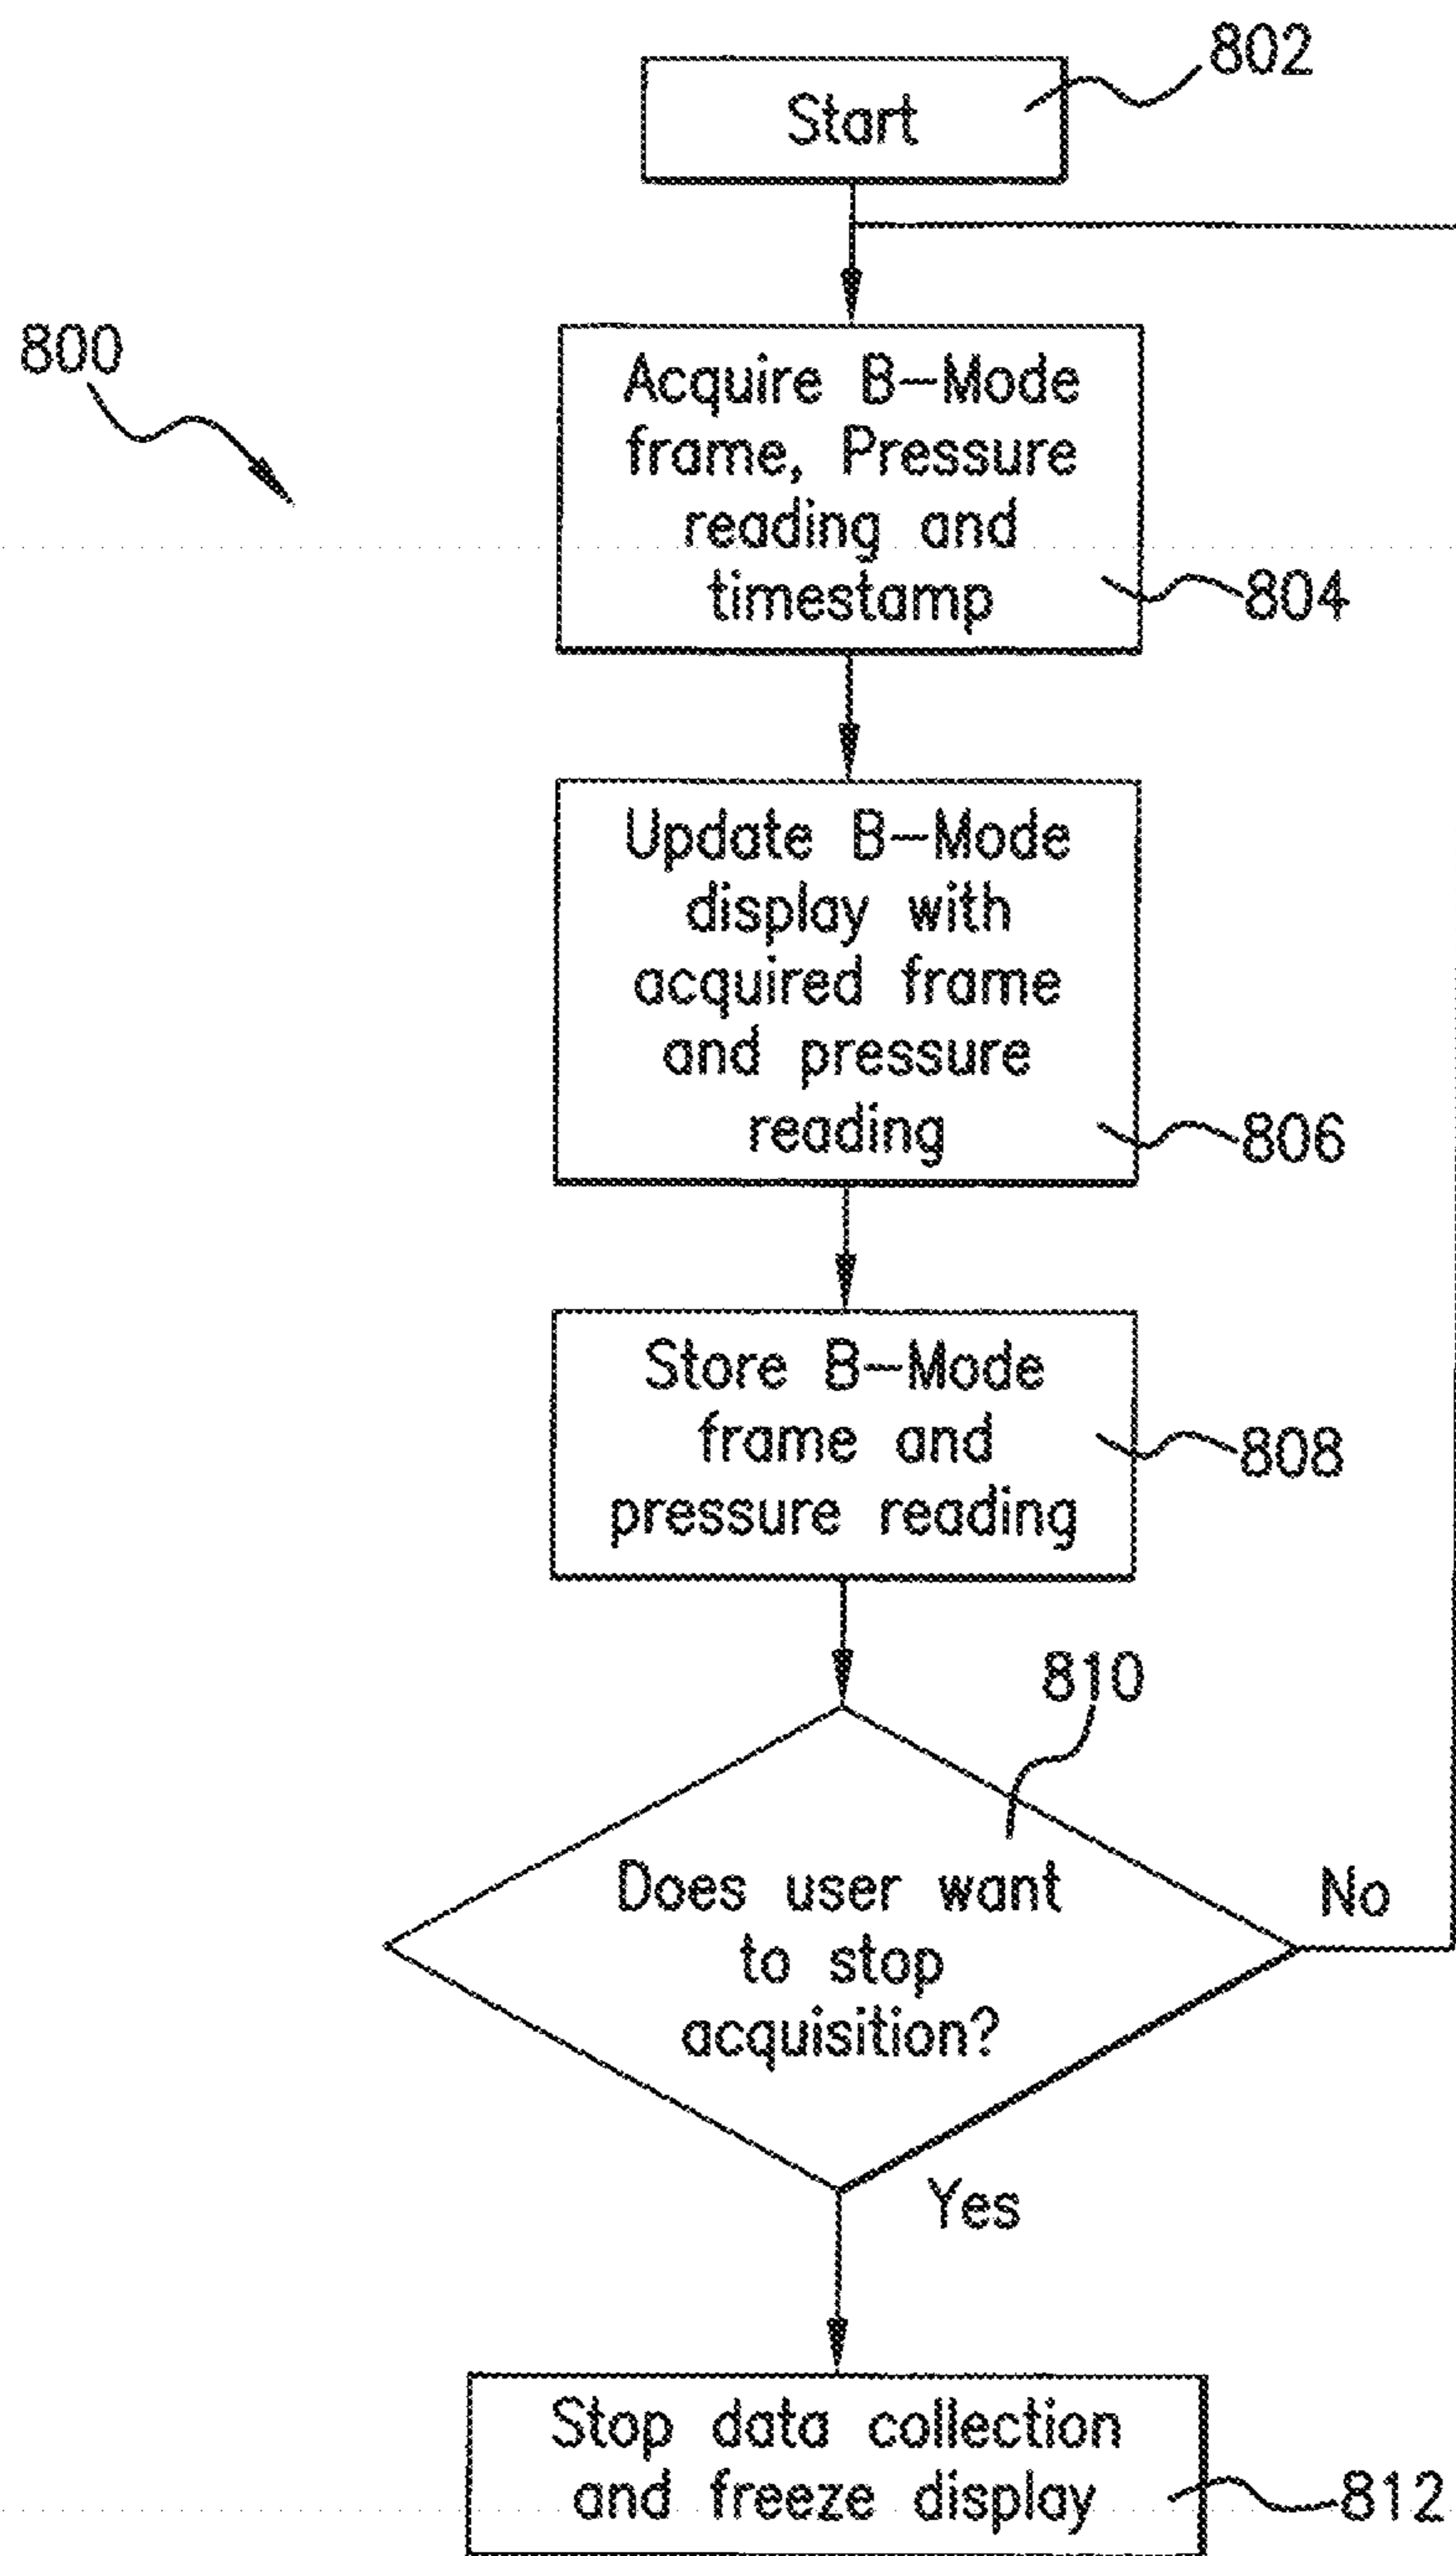 802
Start
800
Acquire B-Mode
frame, Pressure
reading and
timestamp
804
Update B-Mode
display with
acquired frame
and pressure
reading
806
Store B-Mode
frame and
pressure reading
808
810
Does user want
to stop
acquisition?
No
Yes
Stop data collection
and freeze display
812